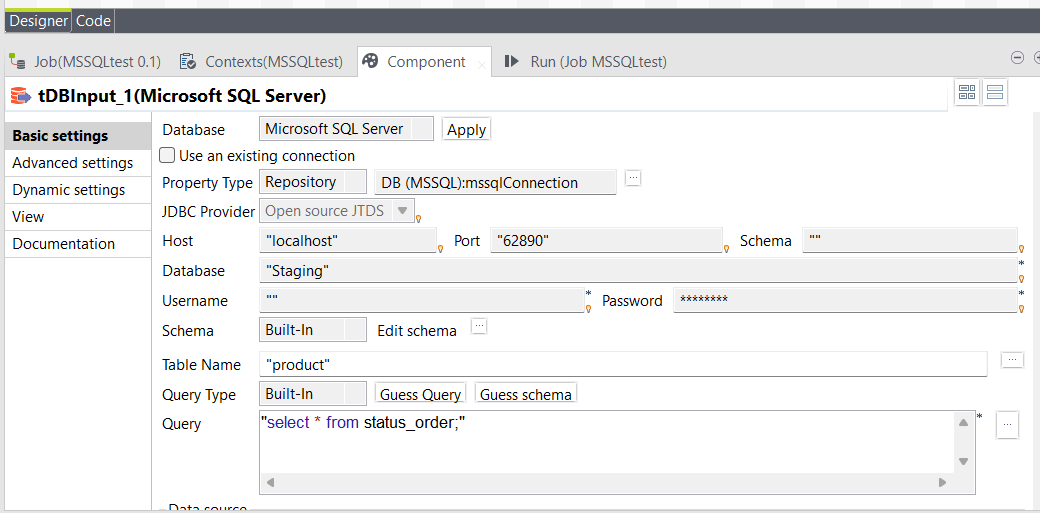 Designer Code
Job(MSSQLtest 0.1) Contexts(MSSQLtest) Component Run (Job MSSQLtest)
tDBInput_1(Microsoft SQL Server)
Basic settings
Advanced settings
Dynamic settings
View
Documentation
Database Microsoft SQL Server Apply
Use an existing connection
Property Type Repository DB (MSSQL):mssqlConnection ...
JDBC Provider Open source JTDS
Host "localhost" Port "62890" Schema ""
Database "Staging" *
Username "" * Password ******** *
Schema Built-In Edit schema ...
Table Name "product" ...
Query Type Built-In Guess Query Guess schema
Query "select * from status_order;" * ...
Data source